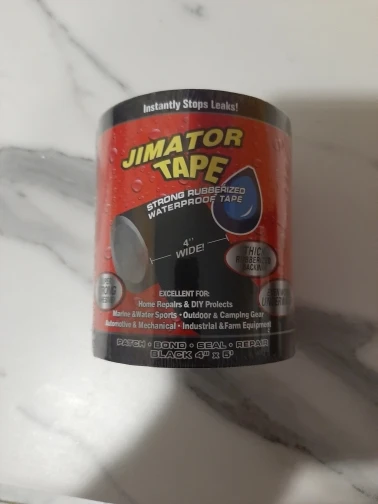 Instantly Stops Leaks!
JIMATOR
TAPE
STRONG RUBBERIZED
WATERPROOF TAPE
4"
WIDE!
THICK
EXCELLENT FOR:
Home Repairs & DIY Projects
Marine & Water Sports • Outdoor & Camping Gear
Automotive & Mechanical • Industrial & Farm Equipment
PATCH • BOND • SEAL • REPAIR
BLACK 4" x 5'